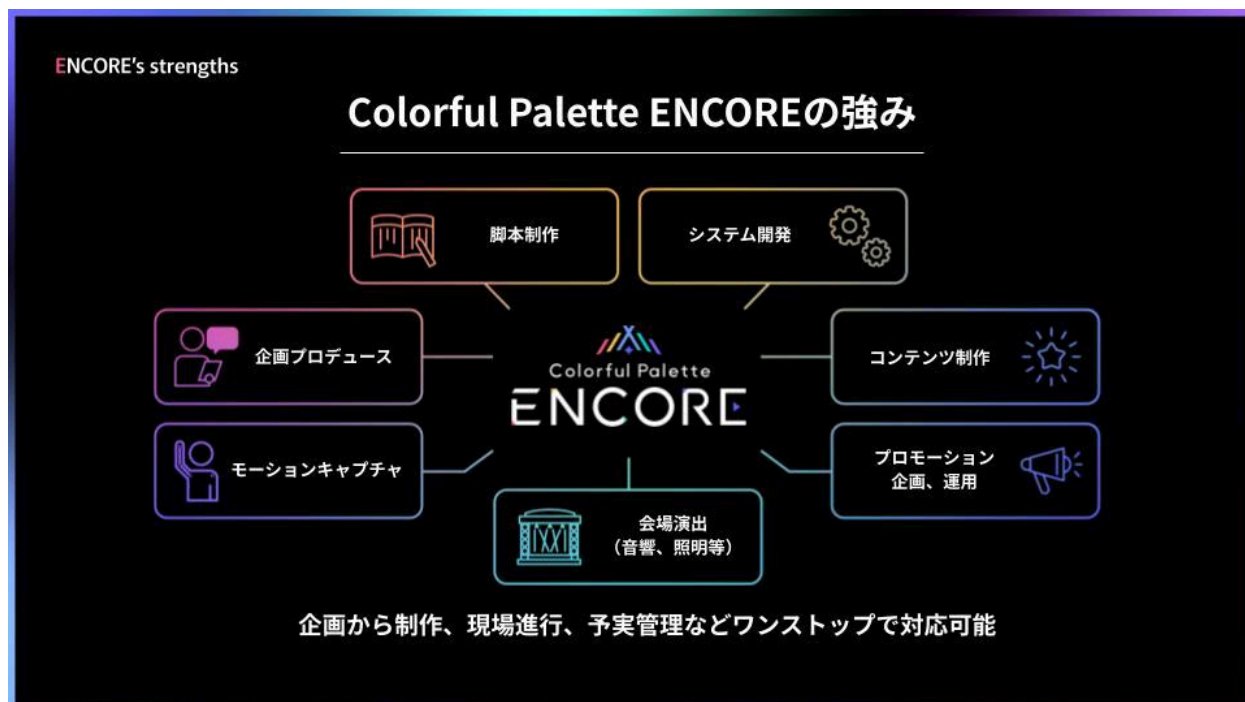 ENCORE's strengths
Colorful Palette ENCOREの強み
脚本制作
システム開発
企画プロデュース
コンテンツ制作
Colorful Palette
ENCORE
モーションキャプチャ
プロモーション
企画、運用
会場演出
（音響、照明等）
企画から制作、現場進行、予実管理などワンストップで対応可能